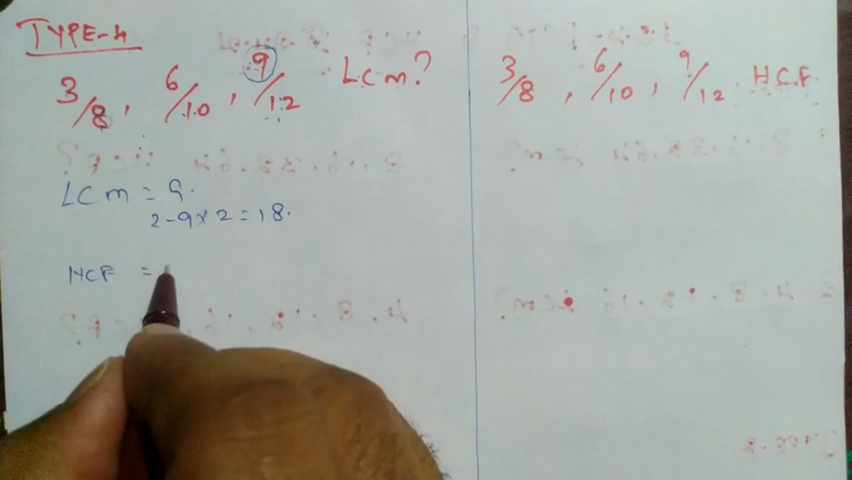 TYPE-4
3/8, 6/10, 9/12 LCM?
LCM = 9.
2-9×2=18.
HCF =
3/8, 6/10, 9/12 HCF